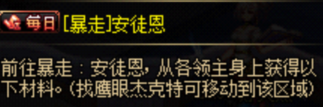 每日 [暴走]安徒恩
前往暴走：安徒恩，从各领主身上获得以
下材料。(找鹰眼杰克特可移动到该区域)